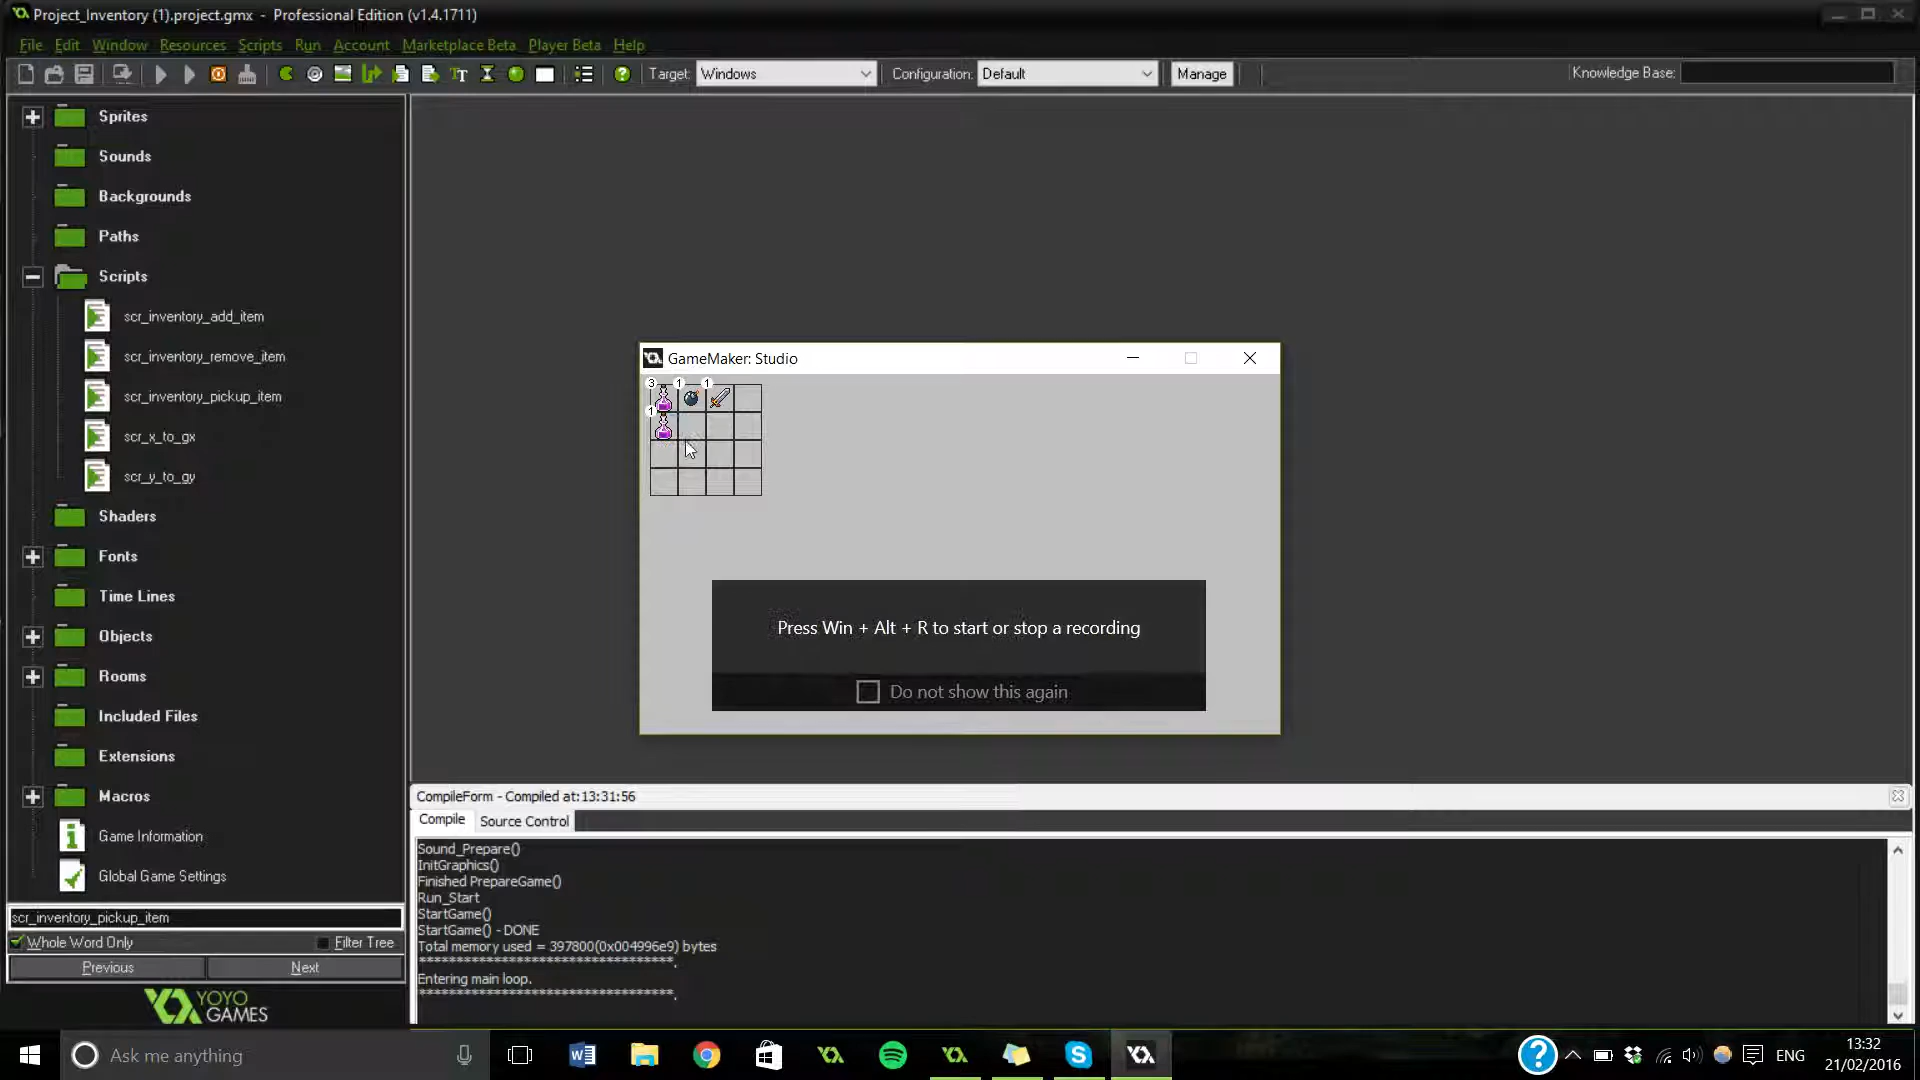 Project_Inventory (1).project.gmx - Professional Edition (v1.4.1711)
File Edit Window Resources Scripts Run Account Marketplace Beta Player Beta Help
Target: Windows Configuration: Default Manage Knowledge Base:
Sprites
Sounds
Backgrounds
Paths
Scripts
scr_inventory_add_item
scr_inventory_remove_item
scr_inventory_pickup_item
scr_x_to_gx
scr_y_to_gy
Shaders
Fonts
Time Lines
Objects
Rooms
Included Files
Extensions
Macros
Game Information
Global Game Settings
scr_inventory_pickup_item
Whole Word Only Filter Tree
Previous Next
YOYO
GAMES
GameMaker: Studio
3 1 1
1
Press Win + Alt + R to start or stop a recording
Do not show this again
CompileForm - Compiled at:13:31:56
Compile Source Control
Sound_Prepare()
InitGraphics()
Finished PrepareGame()
Run_Start
StartGame()
StartGame() - DONE
Total memory used = 397800(0x004996e9) bytes
**********************************.
Entering main loop.
**********************************.
Ask me anything
ENG
13:32
21/02/2016